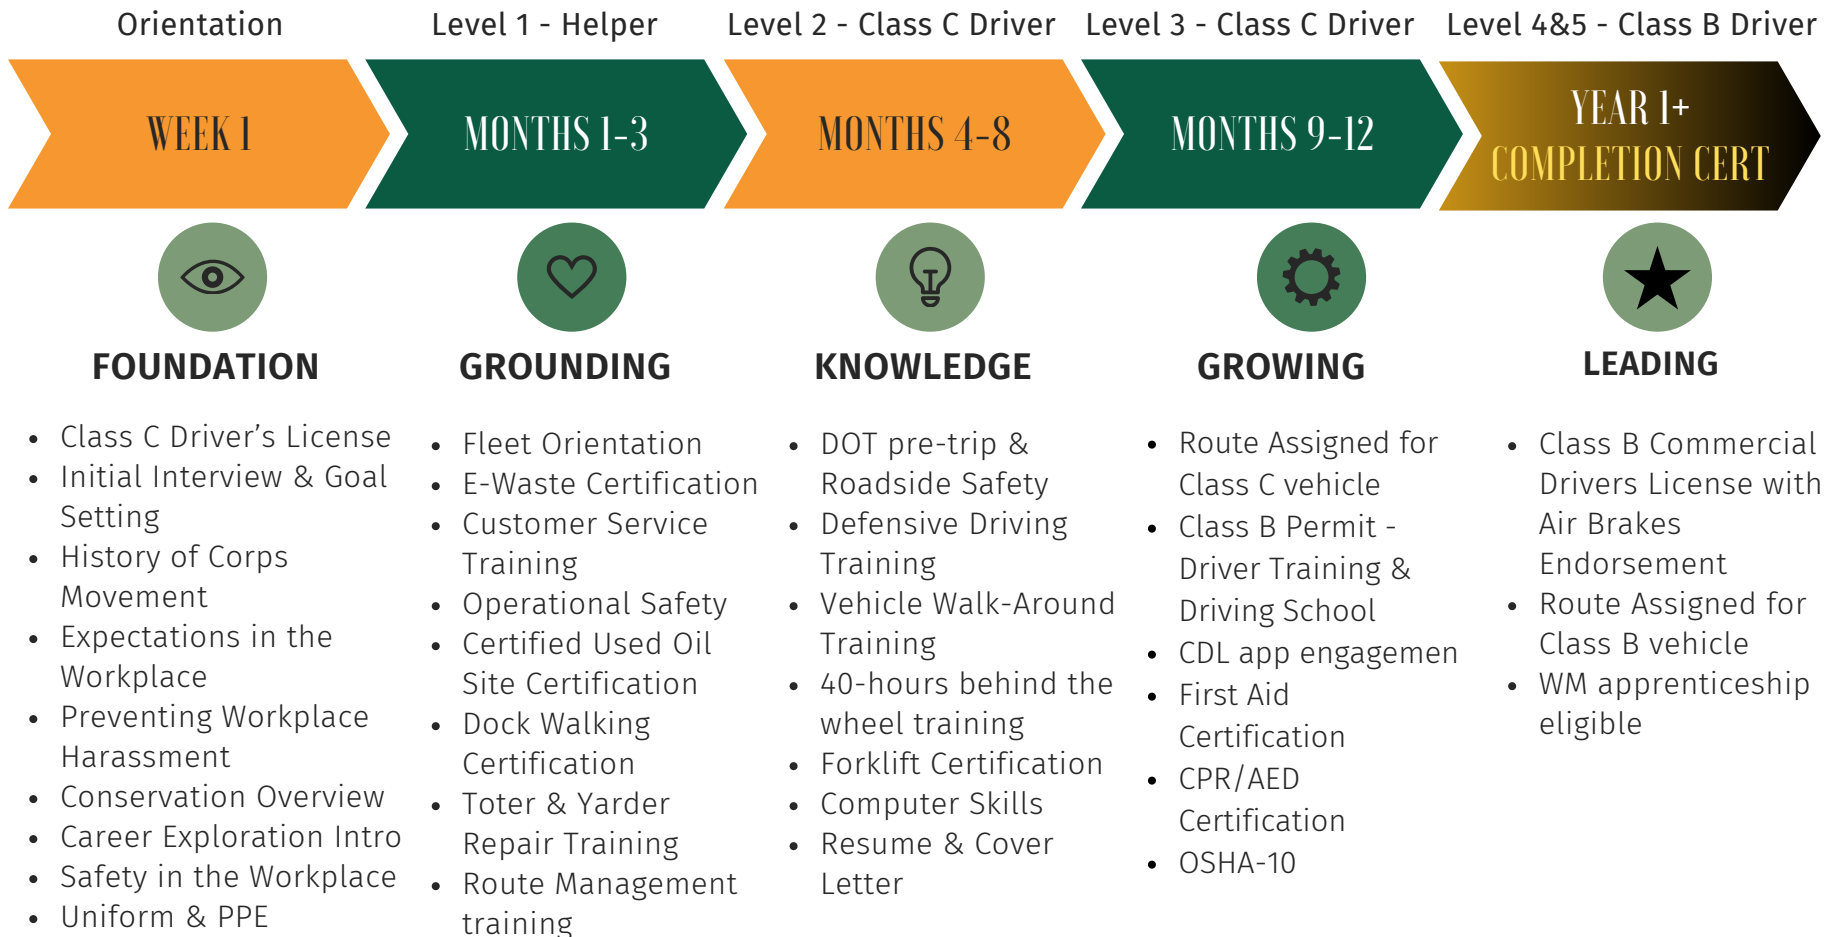 Orientation
Level 1 - Helper
Level 2 - Class C Driver
Level 3 - Class C Driver
Level 4&5 - Class B Driver
WEEK 1
MONTHS 1-3
MONTHS 4-8
MONTHS 9-12
YEAR 1+
COMPLETION CERT
FOUNDATION
• Class C Driver’s License
• Initial Interview & Goal
Setting
• History of Corps
Movement
• Expectations in the
Workplace
• Preventing Workplace
Harassment
• Conservation Overview
• Career Exploration Intro
• Safety in the Workplace
• Uniform & PPE
GROUNDING
• Fleet Orientation
• E-Waste Certification
• Customer Service
Training
• Operational Safety
• Certified Used Oil
Site Certification
• Dock Walking
Certification
• Toter & Yarder
Repair Training
• Route Management
training
KNOWLEDGE
• DOT pre-trip &
Roadside Safety
• Defensive Driving
Training
• Vehicle Walk-Around
Training
• 40-hours behind the
wheel training
• Forklift Certification
• Computer Skills
• Resume & Cover
Letter
GROWING
• Route Assigned for
Class C vehicle
• Class B Permit -
Driver Training &
Driving School
• CDL app engagemen
• First Aid
Certification
• CPR/AED
Certification
• OSHA-10
LEADING
• Class B Commercial
Drivers License with
Air Brakes
Endorsement
• Route Assigned for
Class B vehicle
• WM apprenticeship
eligible